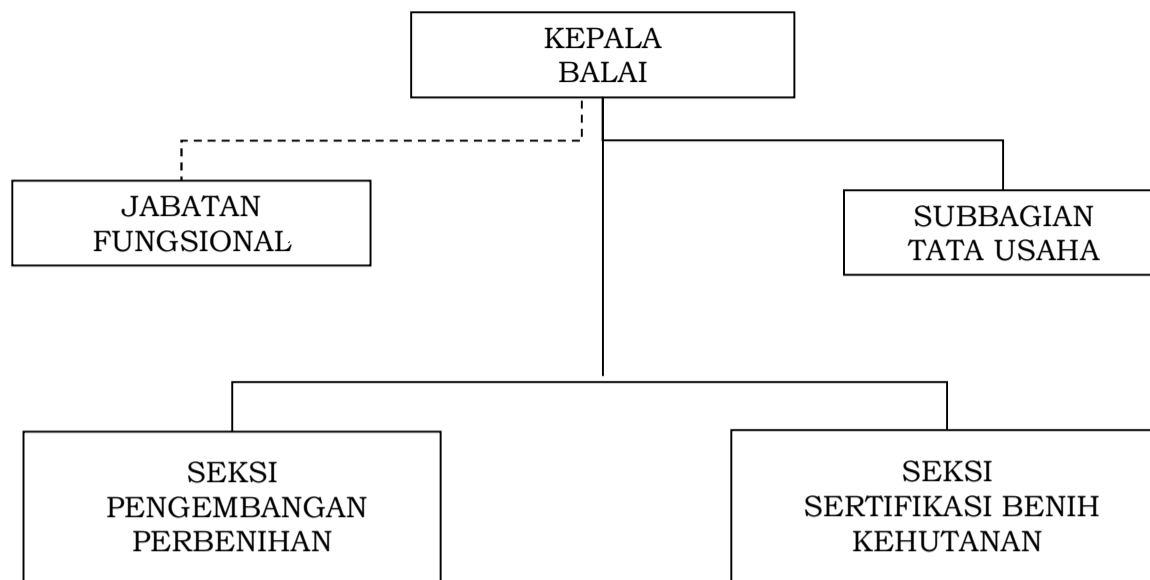 KEPALA
BALAI
JABATAN
FUNGSIONAL
SUBBAGIAN
TATA USAHA
SEKSI
PENGEMBANGAN
PERBENIHAN
SEKSI
SERTIFIKASI BENIH
KEHUTANAN